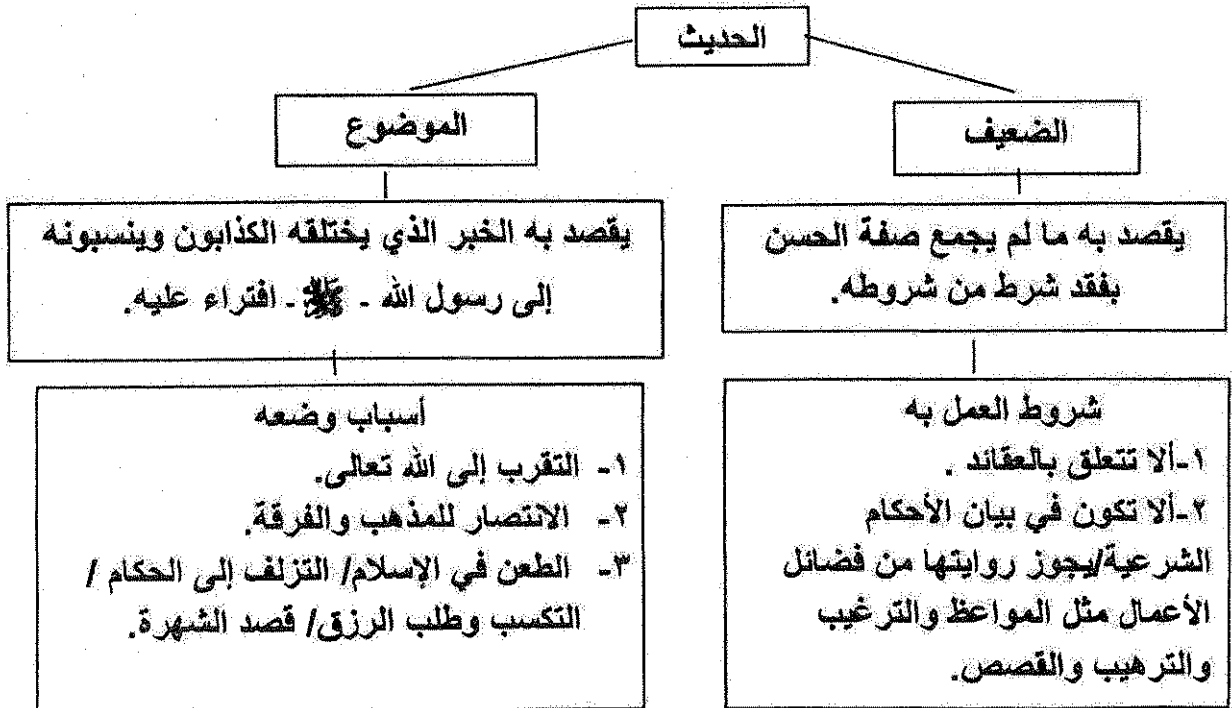 الحديث
الضعيف
الموضوع
يقصد به ما لم يجمع صفة الحسن
بفقد شرط من شروطه.
يقصد به الخبر الذي يختلقه الكذابون وينسبونه
إلى رسول الله - ﷺ - افتراء عليه.
شروط العمل به
١-ألا تتعلق بالعقائد .
٢-ألا تكون في بيان الأحكام
الشرعية/يجوز روايتها من فضائل
الأعمال مثل المواعظ والترغيب
والترهيب والقصص.
أسباب وضعه
١- التقرب إلى الله تعالى.
٢- الانتصار للمذهب والفرقة.
٣- الطعن في الإسلام/ التزلف إلى الحكام /
التكسب وطلب الرزق/ قصد الشهرة.